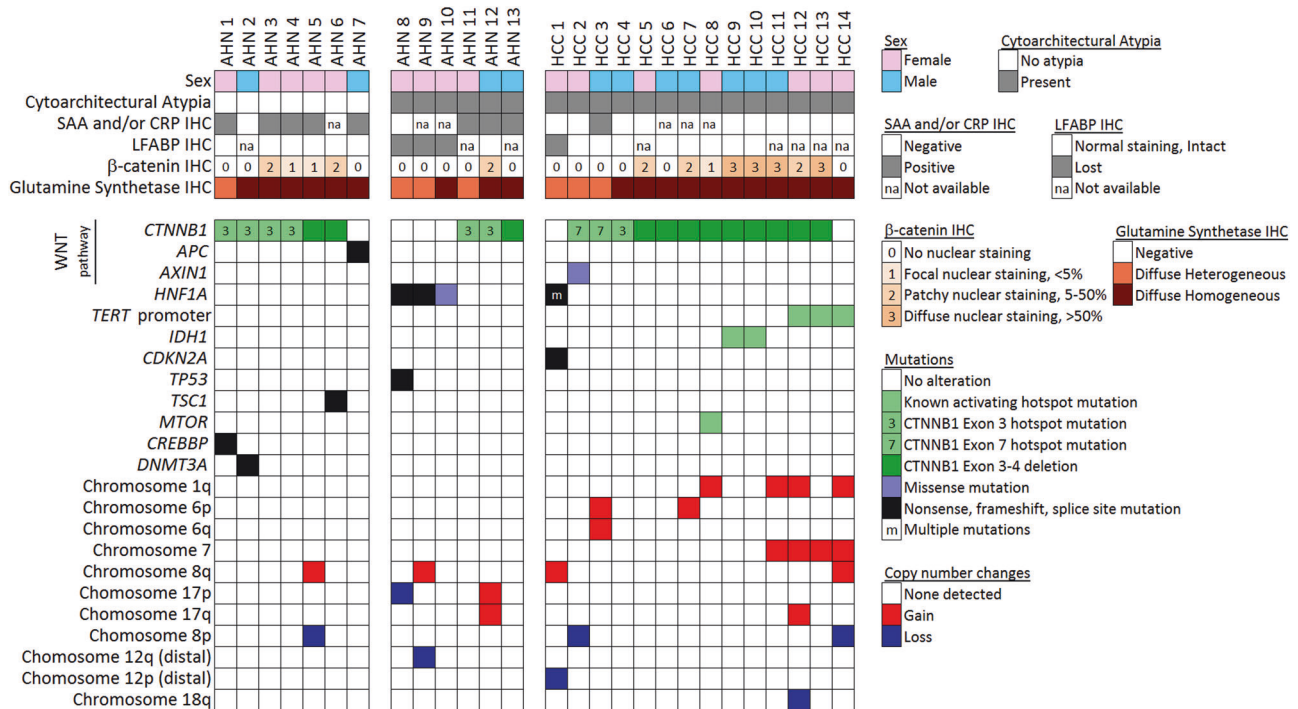 AHN 1 AHN 2 AHN 3 AHN 4 AHN 5 AHN 6 AHN 7 AHN 8 AHN 9 AHN 10 AHN 11 AHN 12 AHN 13 HCC 1 HCC 2 HCC 3 HCC 4 HCC 5 HCC 6 HCC 7 HCC 8 HCC 9 HCC 10 HCC 11 HCC 12 HCC 13 HCC 14
Sex
Cytoarchitectural Atypia
SAA and/or CRP IHC na na na na na na
LFABP IHC na na na na na na na na
β-catenin IHC 0 0 2 1 1 2 0 0 0 0 0 2 0 0 0 0 0 2 0 2 1 3 3 3 2 3 0
Glutamine Synthetase IHC
WNT
pathway
CTNNB1 3 3 3 3 3 3 7 7 3
APC
AXIN1
HNF1A m
TERT promoter
IDH1
CDKN2A
TP53
TSC1
MTOR
CREBBP
DNMT3A
Chromosome 1q
Chromosome 6p
Chromosome 6q
Chromosome 7
Chromosome 8q
Chromosome 17p
Chromosome 17q
Chromosome 8p
Chomosome 12q (distal)
Chomosome 12p (distal)
Chromosome 18q
Sex
Female
Male
Cytoarchitectural Atypia
No atypia
Present
SAA and/or CRP IHC
Negative
Positive
na Not available
LFABP IHC
Normal staining, Intact
Lost
na Not available
β-catenin IHC
0 No nuclear staining
1 Focal nuclear staining, <5%
2 Patchy nuclear staining, 5-50%
3 Diffuse nuclear staining, >50%
Glutamine Synthetase IHC
Negative
Diffuse Heterogeneous
Diffuse Homogeneous
Mutations
No alteration
Known activating hotspot mutation
3 CTNNB1 Exon 3 hotspot mutation
7 CTNNB1 Exon 7 hotspot mutation
CTNNB1 Exon 3-4 deletion
Missense mutation
Nonsense, frameshift, splice site mutation
m Multiple mutations
Copy number changes
None detected
Gain
Loss